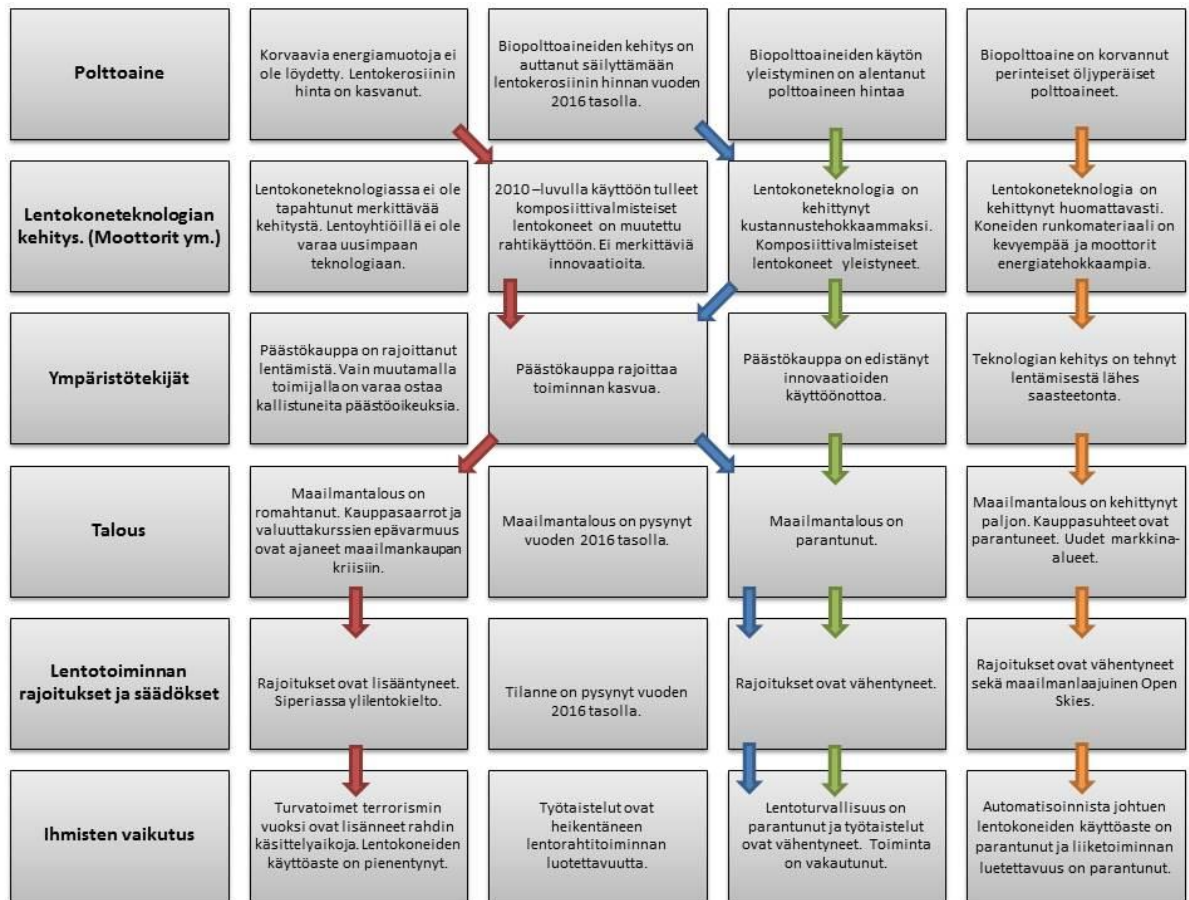 Polttoaine
Korvaavia energiamuotoja ei
ole löydetty. Lentokerosiinin
hinta on kasvanut.
Biopolttoaineiden kehitys on
auttanut säilyttämään
lentokerosiinin hinnan vuoden
2016 tasolla.
Biopolttoaineiden käytön
yleistyminen on alentanut
polttoaineen hintaa
Biopolttoaine on korvannut
perinteiset öljyperäiset
polttoaineet.
Lentokoneteknologian
kehitys. (Moottorit ym.)
Lentokoneteknologiassa ei ole
tapahtunut merkittävää
kehitystä. Lentoyhtiöillä ei ole
varaa uusimpaan
teknologiaan.
2010 –luvulla käyttöön tulleet
komposiittivalmisteiset
lentokoneet on muutettu
rahtikäyttöön. Ei merkittäviä
innovaatioita.
Lentokoneteknologia on
kehittynyt
kustannustehokkaammaksi.
Komposiittivalmisteiset
lentokoneet yleistyneet.
Lentokoneteknologia on
kehittynyt huomattavasti.
Koneiden runkomateriaali on
kevyempää ja moottorit
energiatehokkaampia.
Ympäristötekijät
Päästökauppa on rajoittanut
lentämistä. Vain muutamalla
toimijalla on varaa ostaa
kallistuneita päästöoikeuksia.
Päästökauppa rajoittaa
toiminnan kasvua.
Päästökauppa on edistänyt
innovaatioiden
käyttöönottoa.
Teknologian kehitys on tehnyt
lentämisestä lähes
saasteetonta.
Talous
Maailmantalous on
romahtanut. Kauppasaarrot ja
valuuttakurssien epävarmuus
ovat ajaneet maailmankaupan
kriisiin.
Maailmantalous on pysynyt
vuoden 2016 tasolla.
Maailmantalous on
parantunut.
Maailmantalous on kehittynyt
paljon. Kauppasuhteet ovat
parantuneet. Uudet markkina-
alueet.
Lentotoiminnan
rajoitukset ja säädökset
Rajoitukset ovat lisääntyneet.
Siperiassa ylilentokielto.
Tilanne on pysynyt vuoden
2016 tasolla.
Rajoitukset ovat vähentyneet.
Rajoitukset ovat vähentyneet
sekä maailmanlaajuinen Open
Skies.
Ihmisten vaikutus
Turvatoimet terrorismin
vuoksi ovat lisänneet rahdin
käsittelyaikoja. Lentokoneiden
käyttöaste on pienentynyt.
Työtaistelut ovat
heikentäneen
lentorahtitoiminnan
luotettavuutta.
Lentoturvallisuus on
parantunut ja työtaistelut
ovat vähentyneet. Toiminta
on vakautunut.
Automatisoinnista johtuen
lentokoneiden käyttöaste on
parantunut ja liiketoiminnan
luetettavuus on parantunut.